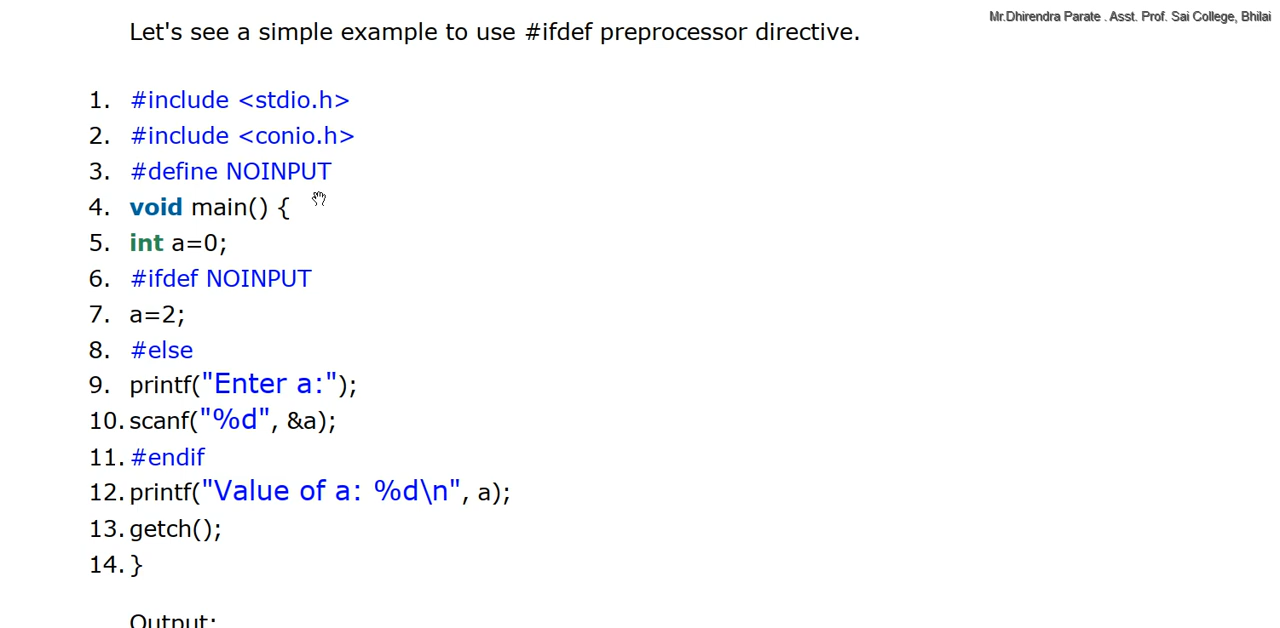 Mr.Dhirendra Parate . Asst. Prof. Sai College, Bhilai
Let's see a simple example to use #ifdef preprocessor directive.
1. #include <stdio.h>
2. #include <conio.h>
3. #define NOINPUT
4. void main() {
5. int a=0;
6. #ifdef NOINPUT
7. a=2;
8. #else
9. printf("Enter a:");
10. scanf("%d", &a);
11. #endif
12. printf("Value of a: %d\n", a);
13. getch();
14. }
Output: